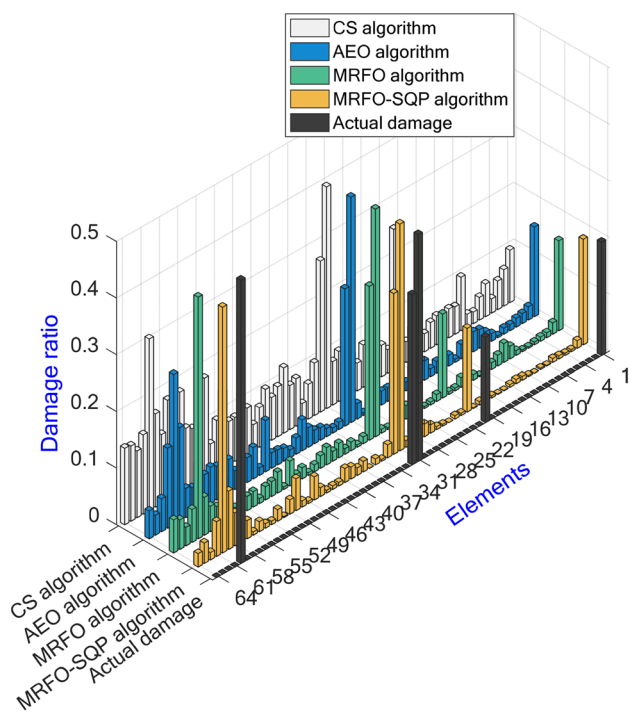 CS algorithm
AEO algorithm
MRFO algorithm
MRFO-SQP algorithm
Actual damage
0.5
0.4
0.3
0.2
0.1
0
Damage ratio
CS algorithm
AEO algorithm
MRFO algorithm
MRFO-SQP algorithm
Actual damage
64
61
58
55
52
49
46
43
40
37
34
31
28
25
22
19
16
13
10
7
4
1
Elements